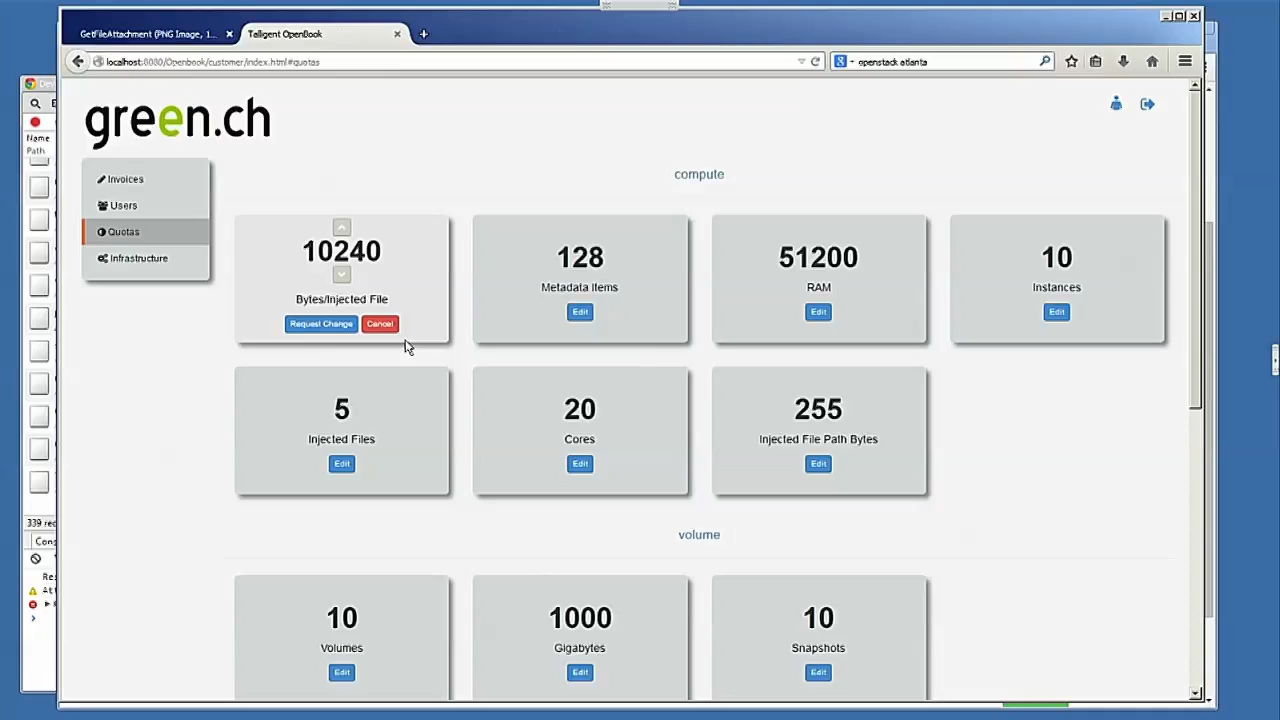 GetFileAttachment (PNG Image, 1...
Talligent OpenBook
localhost:8080/Openbook/customer/index.html#quotas
openstack atlanta
green.ch
Invoices
Users
Quotas
Infrastructure
compute
10240
Bytes/Injected File
Request Change
Cancel
128
Metadata Items
Edit
51200
RAM
Edit
10
Instances
Edit
5
Injected Files
Edit
20
Cores
Edit
255
Injected File Path Bytes
Edit
volume
10
Volumes
Edit
1000
Gigabytes
Edit
10
Snapshots
Edit
Name
Path